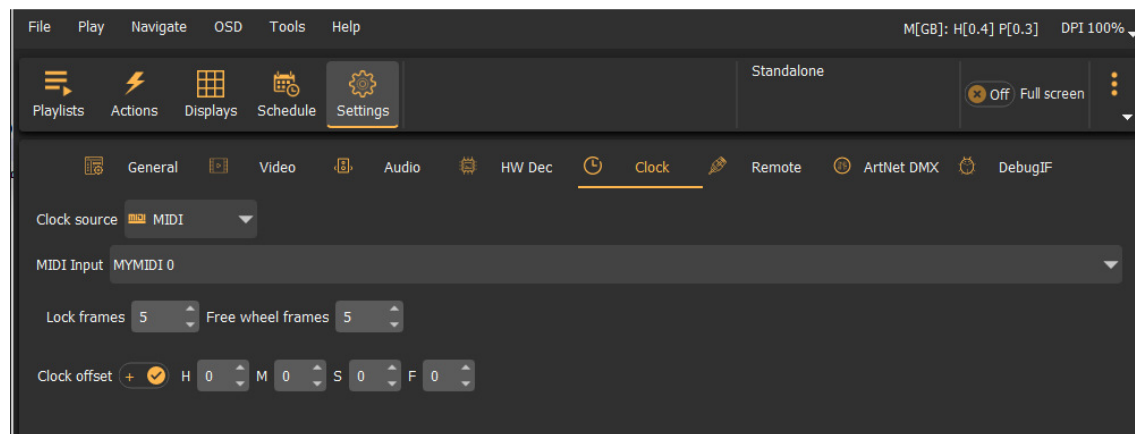 File Play Navigate OSD Tools Help M[GB]: H[0.4] P[0.3] DPI 100%
Standalone
Playlists Actions Displays Schedule Settings Off Full screen
General Video Audio HW Dec Clock Remote ArtNet DMX DebugIF
Clock source MIDI
MIDI Input MYMIDI 0
Lock frames 5 Free wheel frames 5
Clock offset + H 0 M 0 S 0 F 0